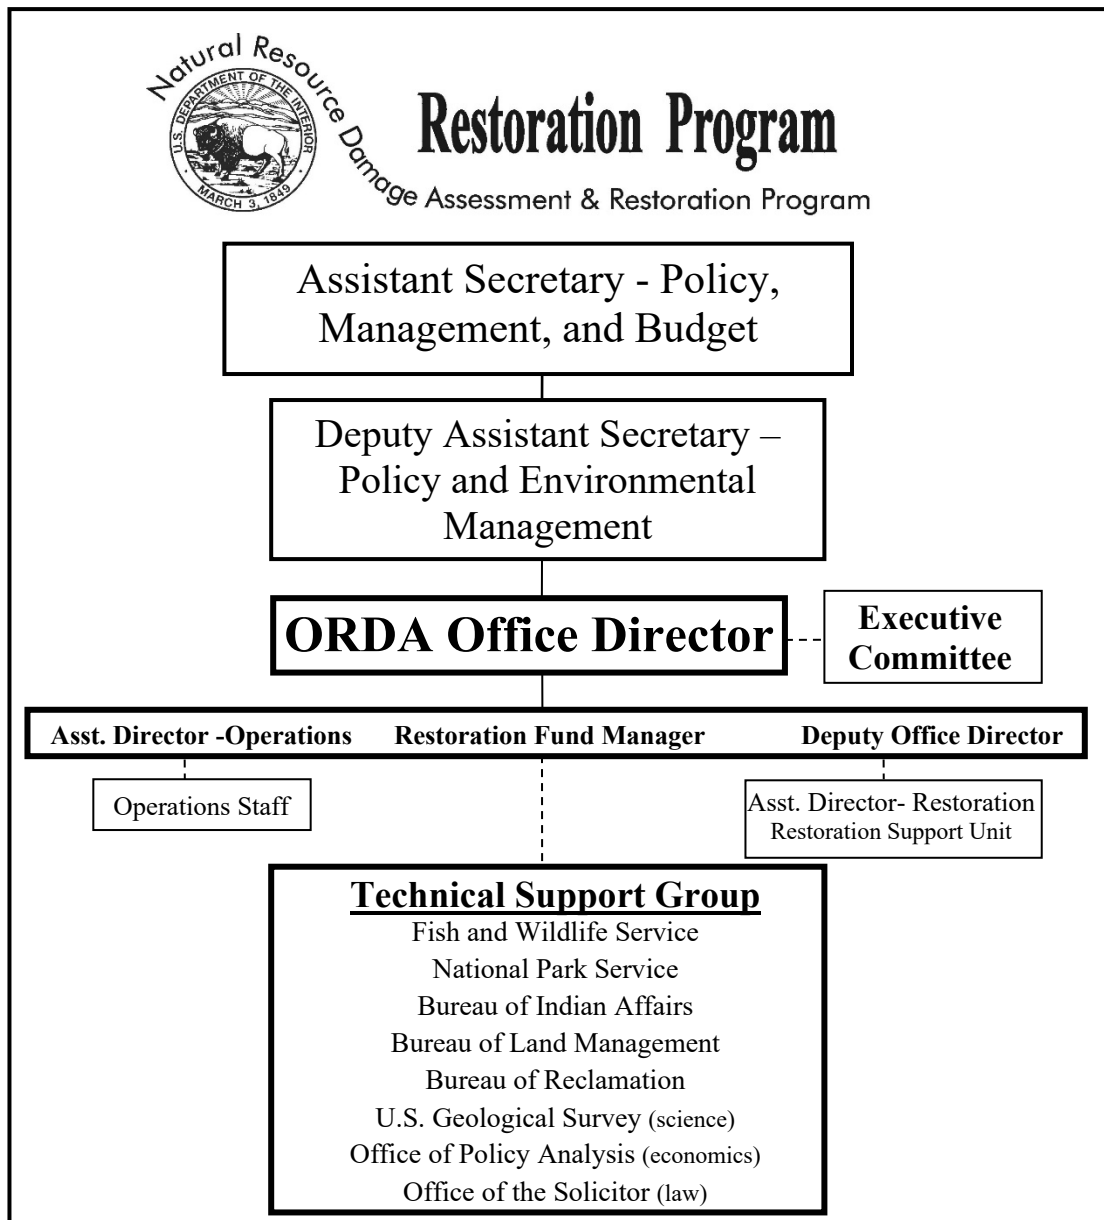 Natural Resource Damage Assessment & Restoration Program
U.S. DEPARTMENT OF THE INTERIOR
MARCH 3, 1849
Restoration Program
Assistant Secretary - Policy,
Management, and Budget
Deputy Assistant Secretary –
Policy and Environmental
Management
ORDA Office Director
Executive
Committee
Asst. Director -Operations Restoration Fund Manager Deputy Office Director
Operations Staff
Asst. Director- Restoration
Restoration Support Unit
Technical Support Group
Fish and Wildlife Service
National Park Service
Bureau of Indian Affairs
Bureau of Land Management
Bureau of Reclamation
U.S. Geological Survey (science)
Office of Policy Analysis (economics)
Office of the Solicitor (law)